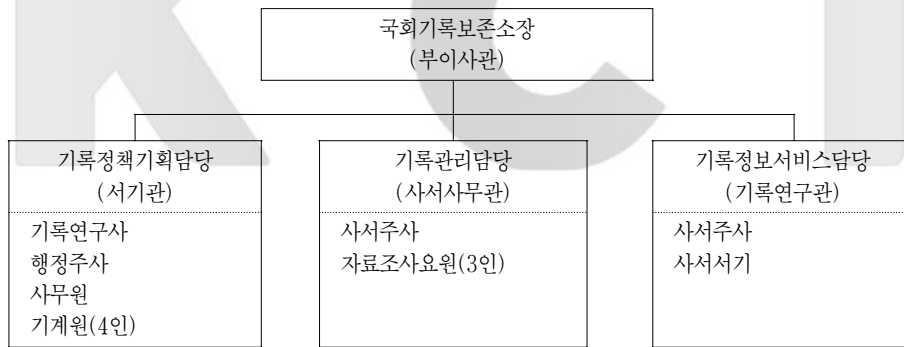 국회기록보존소장
(부이사관)
기록정책기획담당
(서기관)
기록연구사
행정주사
사무원
기계원(4인)
기록관리담당
(사서사무관)
사서주사
자료조사요원(3인)
기록정보서비스담당
(기록연구관)
사서주사
사서서기